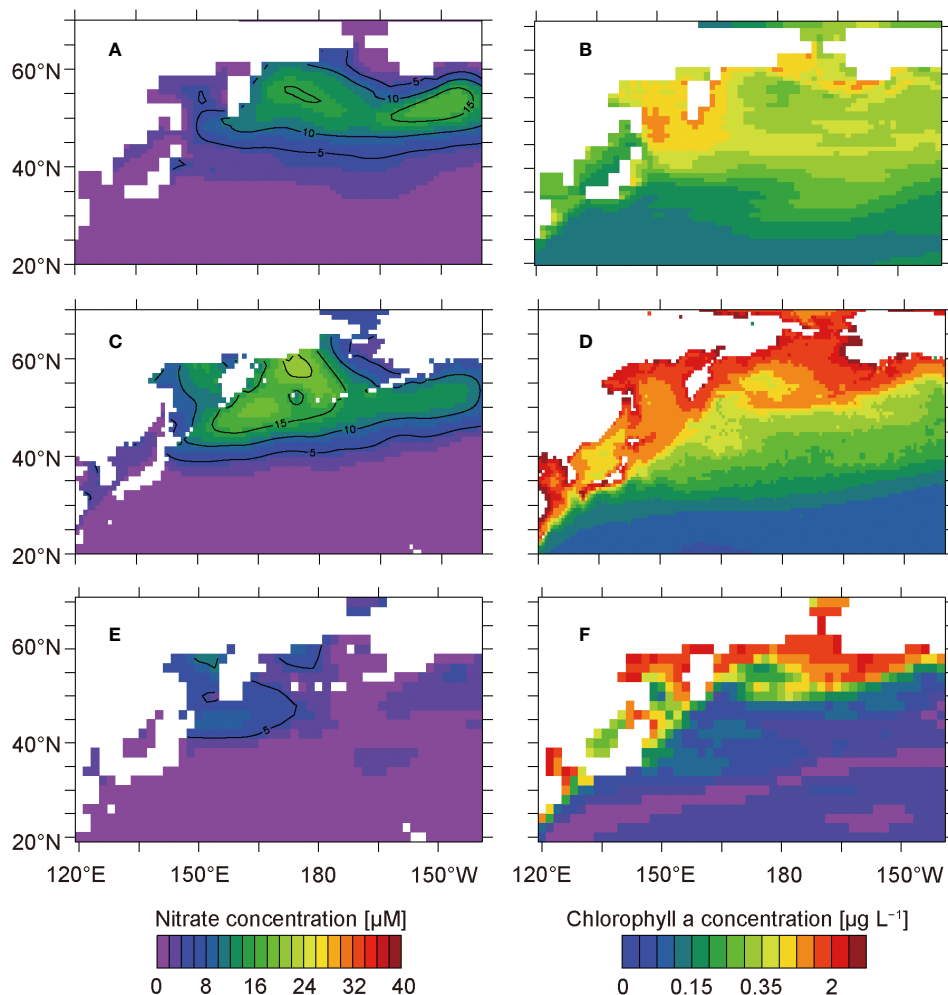 A
B
60°N
40°N
20°N
5
10
15
10
5
C
D
60°N
40°N
20°N
15
10
5
E
F
60°N
40°N
20°N
5
120°E 150°E 180 150°W
120°E 150°E 180 150°W
Nitrate concentration [µM]
0 8 16 24 32 40
Chlorophyll a concentration [µg L⁻¹]
0 0.15 0.35 2